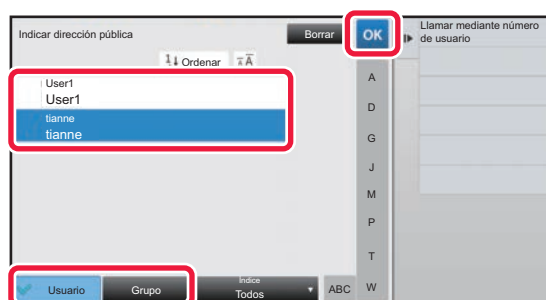 Indicar dirección pública
Borrar
OK
Llamar mediante número
de usuario
Ordenar
User1
User1
tianne
tianne
A
D
G
J
M
P
T
W
Usuario
Grupo
Índice
Todos
ABC